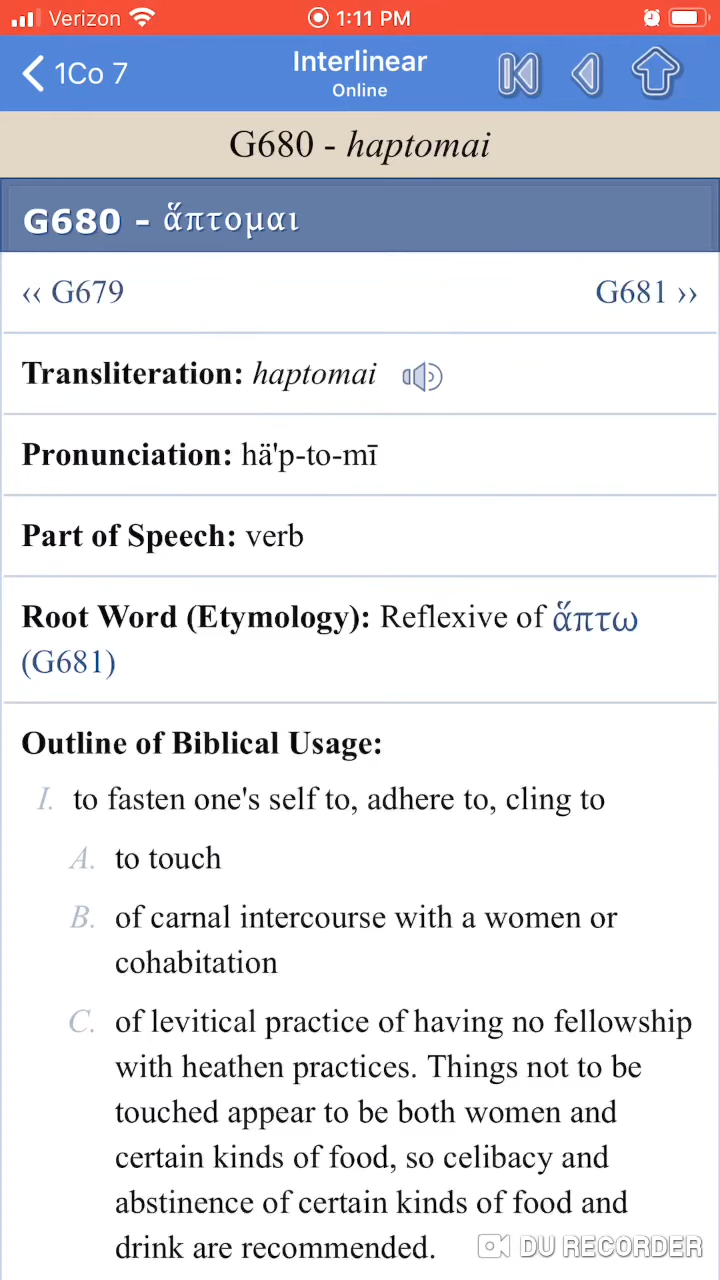 Verizon 1:11 PM
1Co 7 Interlinear
Online
G680 - haptomai
G680 - ἅπτομαι
‹‹ G679 G681 ››
Transliteration: haptomai
Pronunciation: hä'p-to-mī
Part of Speech: verb
Root Word (Etymology): Reflexive of ἅπτω
(G681)
Outline of Biblical Usage:
I. to fasten one's self to, adhere to, cling to
A. to touch
B. of carnal intercourse with a women or
cohabitation
C. of levitical practice of having no fellowship
with heathen practices. Things not to be
touched appear to be both women and
certain kinds of food, so celibacy and
abstinence of certain kinds of food and
drink are recommended.
DU RECORDER